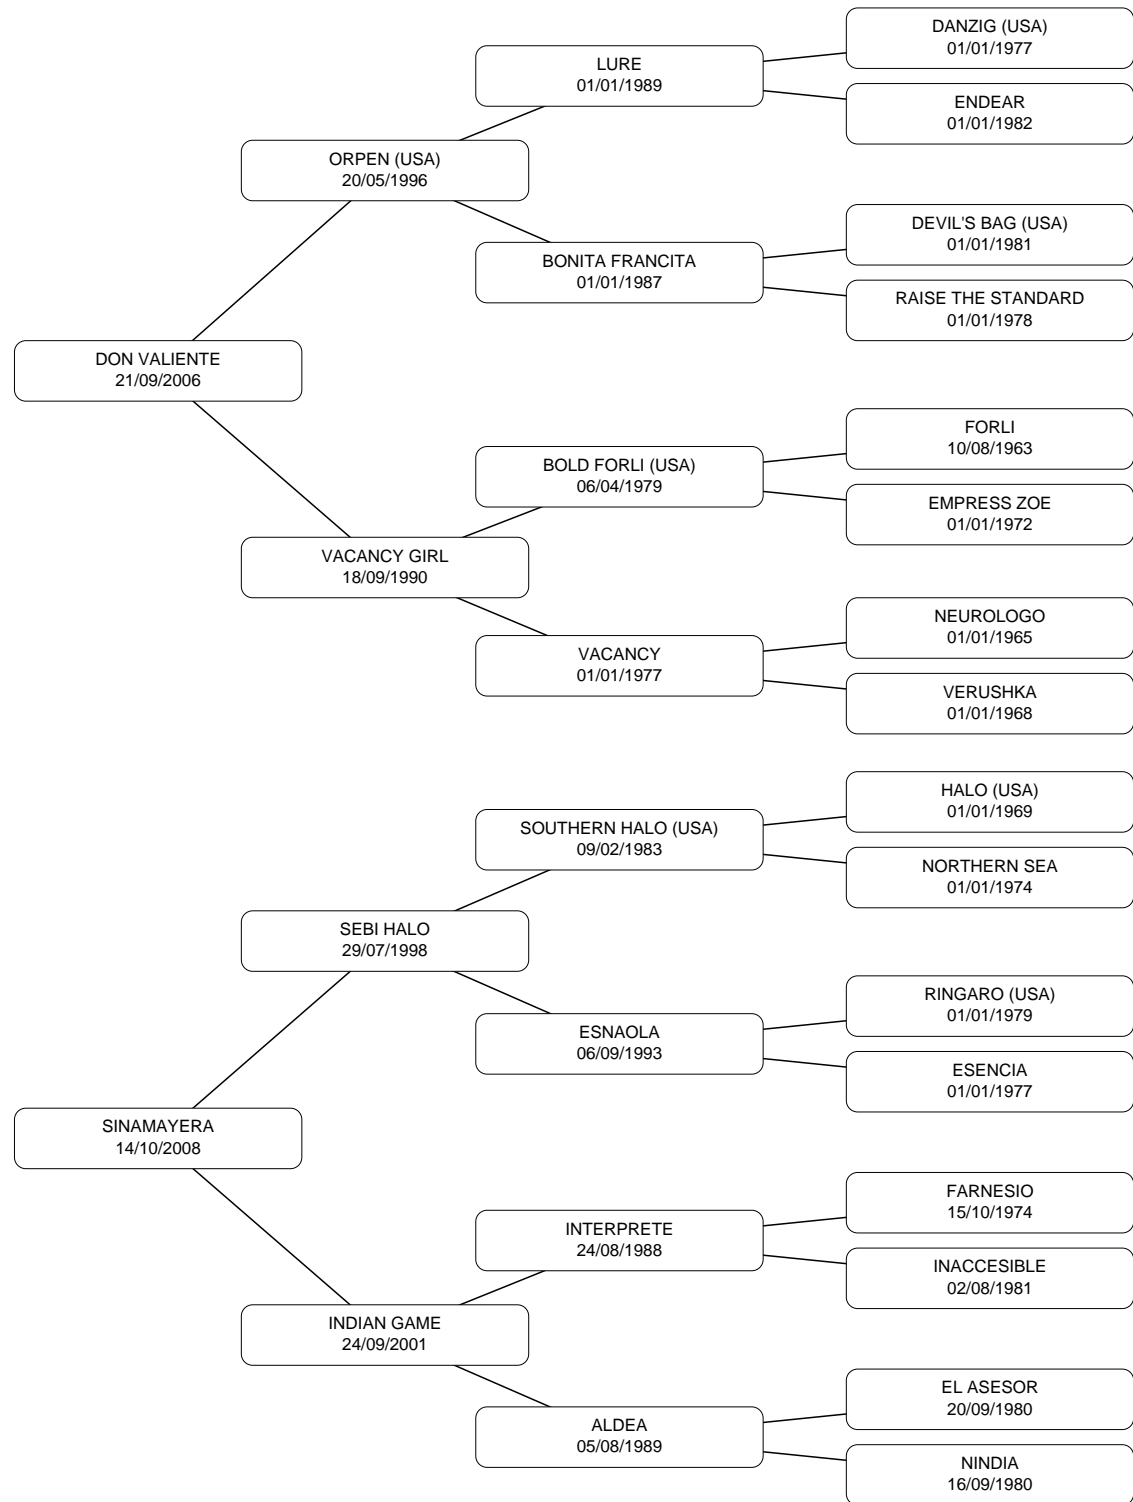 DANZIG (USA)
01/01/1977
LURE
01/01/1989
ENDEAR
01/01/1982
ORPEN (USA)
20/05/1996
DEVIL'S BAG (USA)
01/01/1981
BONITA FRANCITA
01/01/1987
RAISE THE STANDARD
01/01/1978
DON VALIENTE
21/09/2006
FORLI
10/08/1963
BOLD FORLI (USA)
06/04/1979
EMPRESS ZOE
01/01/1972
VACANCY GIRL
18/09/1990
NEUROLOGO
01/01/1965
VACANCY
01/01/1977
VERUSHKA
01/01/1968
HALO (USA)
01/01/1969
SOUTHERN HALO (USA)
09/02/1983
NORTHERN SEA
01/01/1974
SEBI HALO
29/07/1998
RINGARO (USA)
01/01/1979
ESNAOLA
06/09/1993
ESENCIA
01/01/1977
SINAMAYERA
14/10/2008
FARNESIO
15/10/1974
INTERPRETE
24/08/1988
INACCESIBLE
02/08/1981
INDIAN GAME
24/09/2001
EL ASESOR
20/09/1980
ALDEA
05/08/1989
NINDIA
16/09/1980